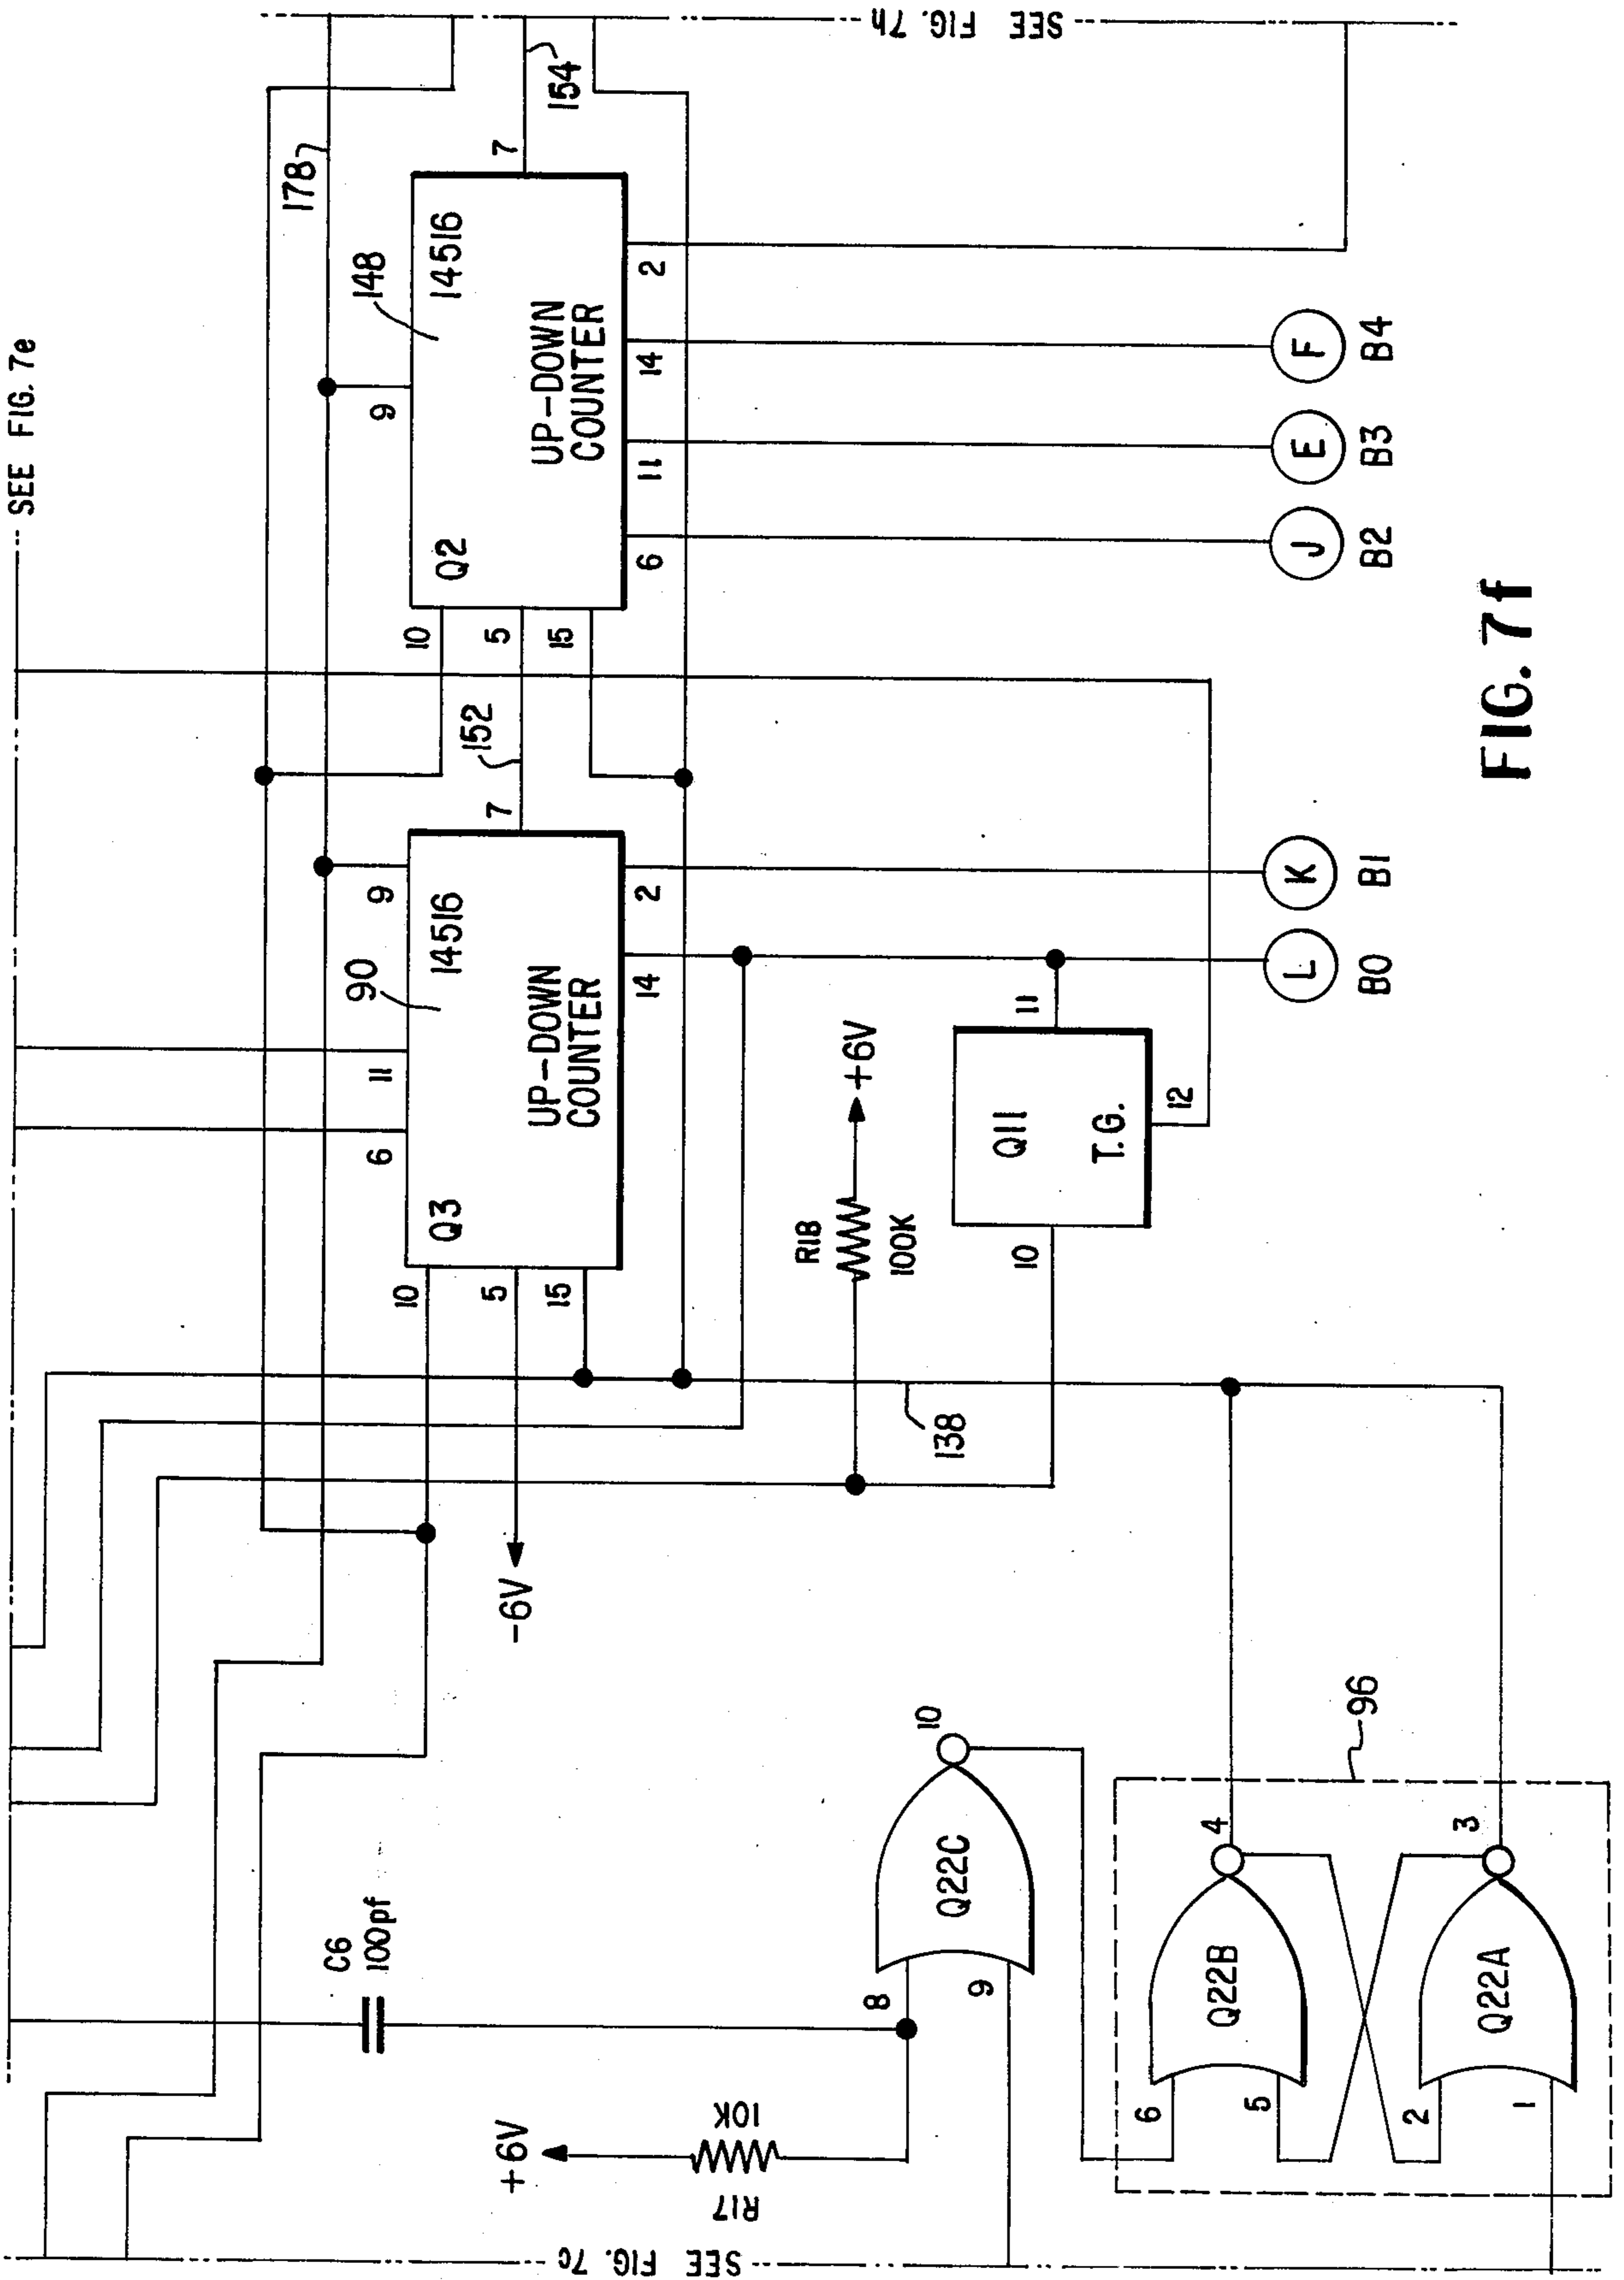 SEE FIG. 7e
SEE FIG. 7h
SEE FIG. 7c
178
154
7
148
14516
Q2
UP-DOWN
COUNTER
9
10
5
15
6
11
14
2
J
B2
E
B3
F
B4
152
7
90
14516
Q3
UP-DOWN
COUNTER
9
11
6
10
5
15
14
2
K
B1
L
B0
-6V
R18
100K
+6V
Q11
T.G.
10
11
12
138
C6
100pf
+6V
R17
10K
8
9
Q22C
10
96
6
5
Q22B
4
2
1
Q22A
3
FIG. 7f